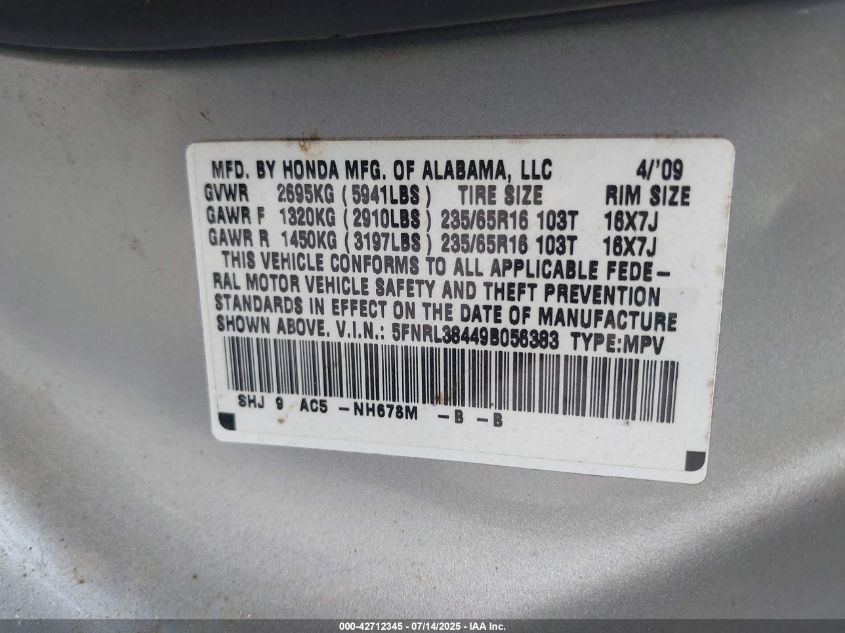 MFD. BY HONDA MFG. OF ALABAMA, LLC 4/'09
GVWR 2695KG (5941LBS) TIRE SIZE RIM SIZE
GAWR F 1320KG (2910LBS) 235/65R16 103T 16X7J
GAWR R 1450KG (3197LBS) 235/65R16 103T 16X7J
THIS VEHICLE CONFORMS TO ALL APPLICABLE FEDE-
RAL MOTOR VEHICLE SAFETY AND THEFT PREVENTION
STANDARDS IN EFFECT ON THE DATE OF MANUFACTURE
SHOWN ABOVE. V.I.N.: 5FNRL38449B056383 TYPE:MPV
SHJ 9 AC5 -NH678M -B -B
000-42712345 - 07/14/2025 - IAA Inc.